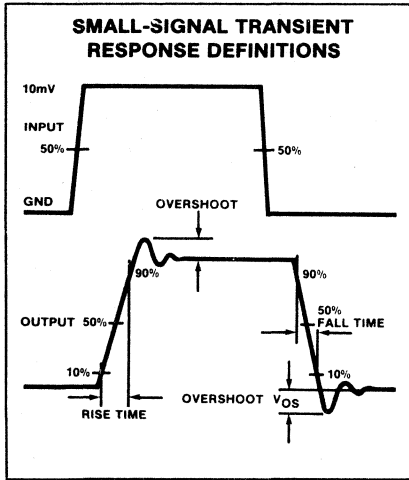 SMALL-SIGNAL TRANSIENT
RESPONSE DEFINITIONS
10mV
INPUT
50%
50%
GND
OVERSHOOT
90%
90%
OUTPUT
50%
50%
FALL TIME
10%
10%
RISE TIME
OVERSHOOT VOS